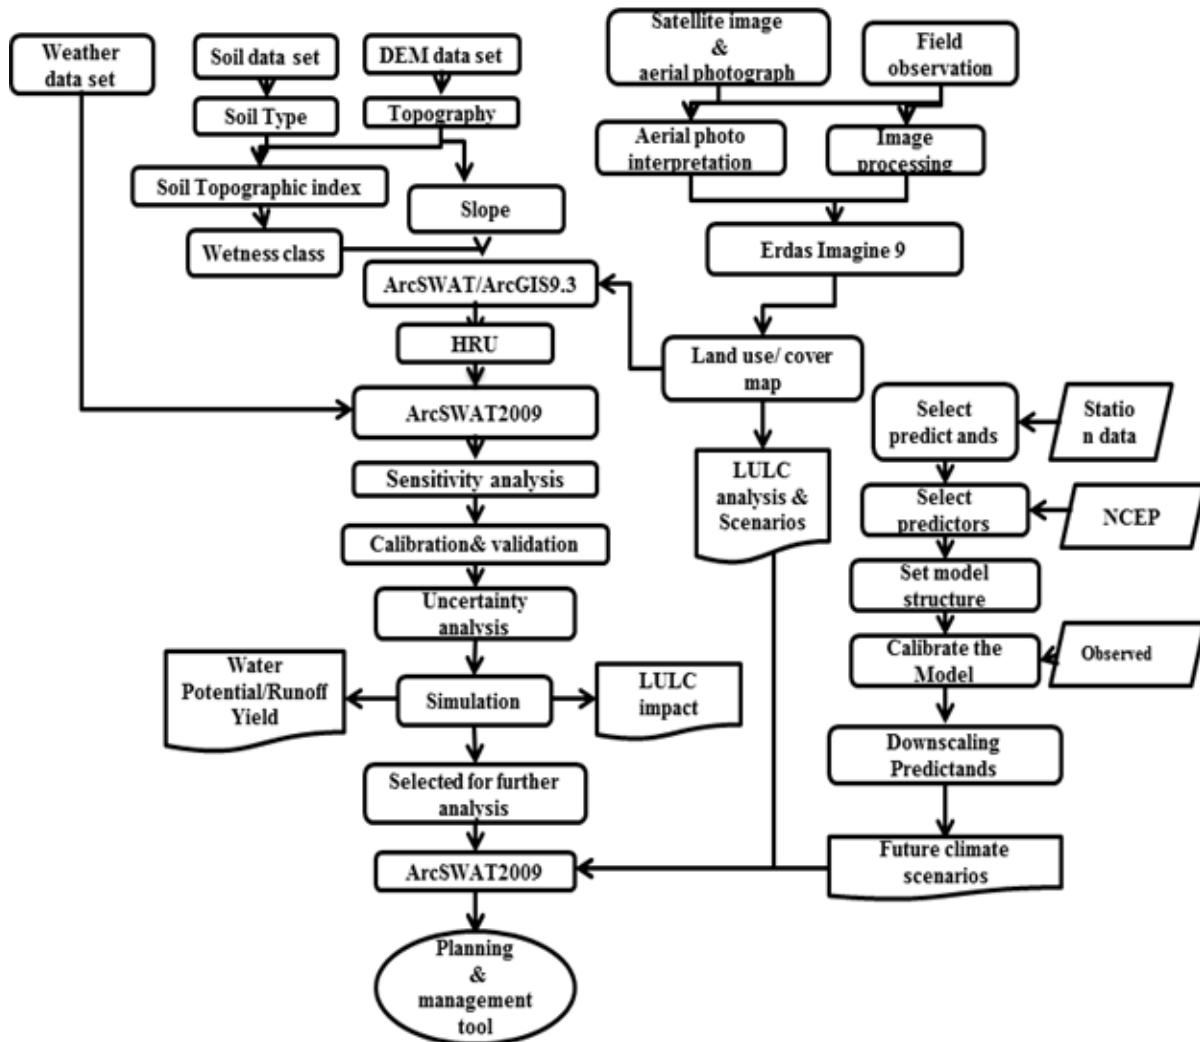 Weather
data set
Soil data set
DEM data set
Satellite image
&
aerial photograph
Field
observation
Soil Type
Topography
Aerial photo
interpretation
Image
processing
Soil Topographic index
Slope
Wetness class
Erdas Imagine 9
ArcSWAT/ArcGIS9.3
HRU
Land use/ cover
map
ArcSWAT2009
Select
predict ands
Statio
n data
Sensitivity analysis
LULC
analysis &
Scenarios
Select
predictors
NCEP
Calibration& validation
Set model
structure
Uncertainty
analysis
Calibrate the
Model
Observed
Water
Potential/Runoff
Yield
Simulation
LULC
impact
Downscaling
Predictands
Selected for further
analysis
ArcSWAT2009
Future climate
scenarios
Planning
&
management
tool